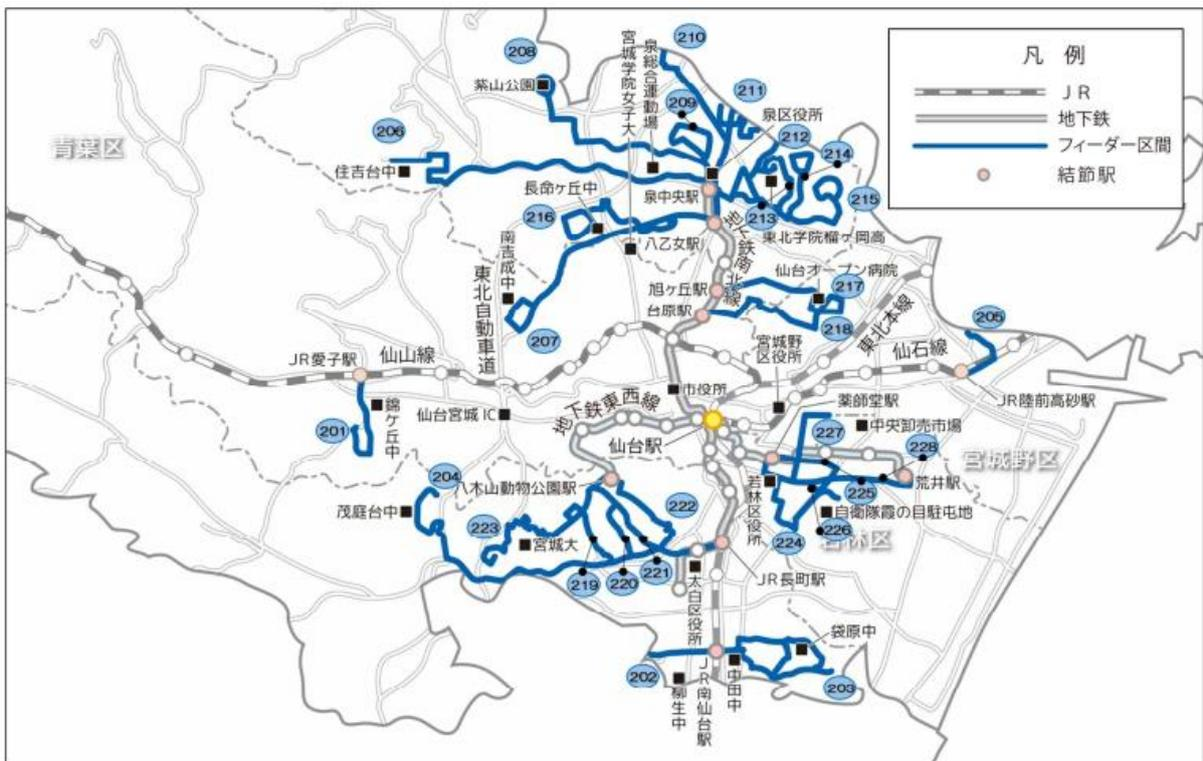 凡 例
JR
地下鉄
フィーダー区間
結節駅
208
210
紫山公園
宮城学院女子大
泉総合運動場
209
211
泉区役所
212
214
206
青葉区
住吉台中
長命ヶ丘中
216
泉中央駅
213
215
東北学院榴ヶ岡高
八乙女駅
地下鉄南北線
南吉成中
東北自動車道
207
旭ヶ丘駅
仙台オープン病院
217
台原駅
218
東北本線
205
宮城野
区役所
仙石線
JR陸前高砂駅
JR愛子駅
仙山線
201
錦ケ丘中
仙台宮城IC
市役所
地下鉄東西線
仙台駅
薬師堂駅
227
中央卸売市場
228
宮城野区
荒井駅
225
若林区役所
自衛隊霞の目駐屯地
226
224
若林区
204
八木山動物公園駅
茂庭台中
223
宮城大
222
219
220
221
太白区役所
JR長町駅
202
柳生中
JR南仙台駅
中田中
袋原中
203